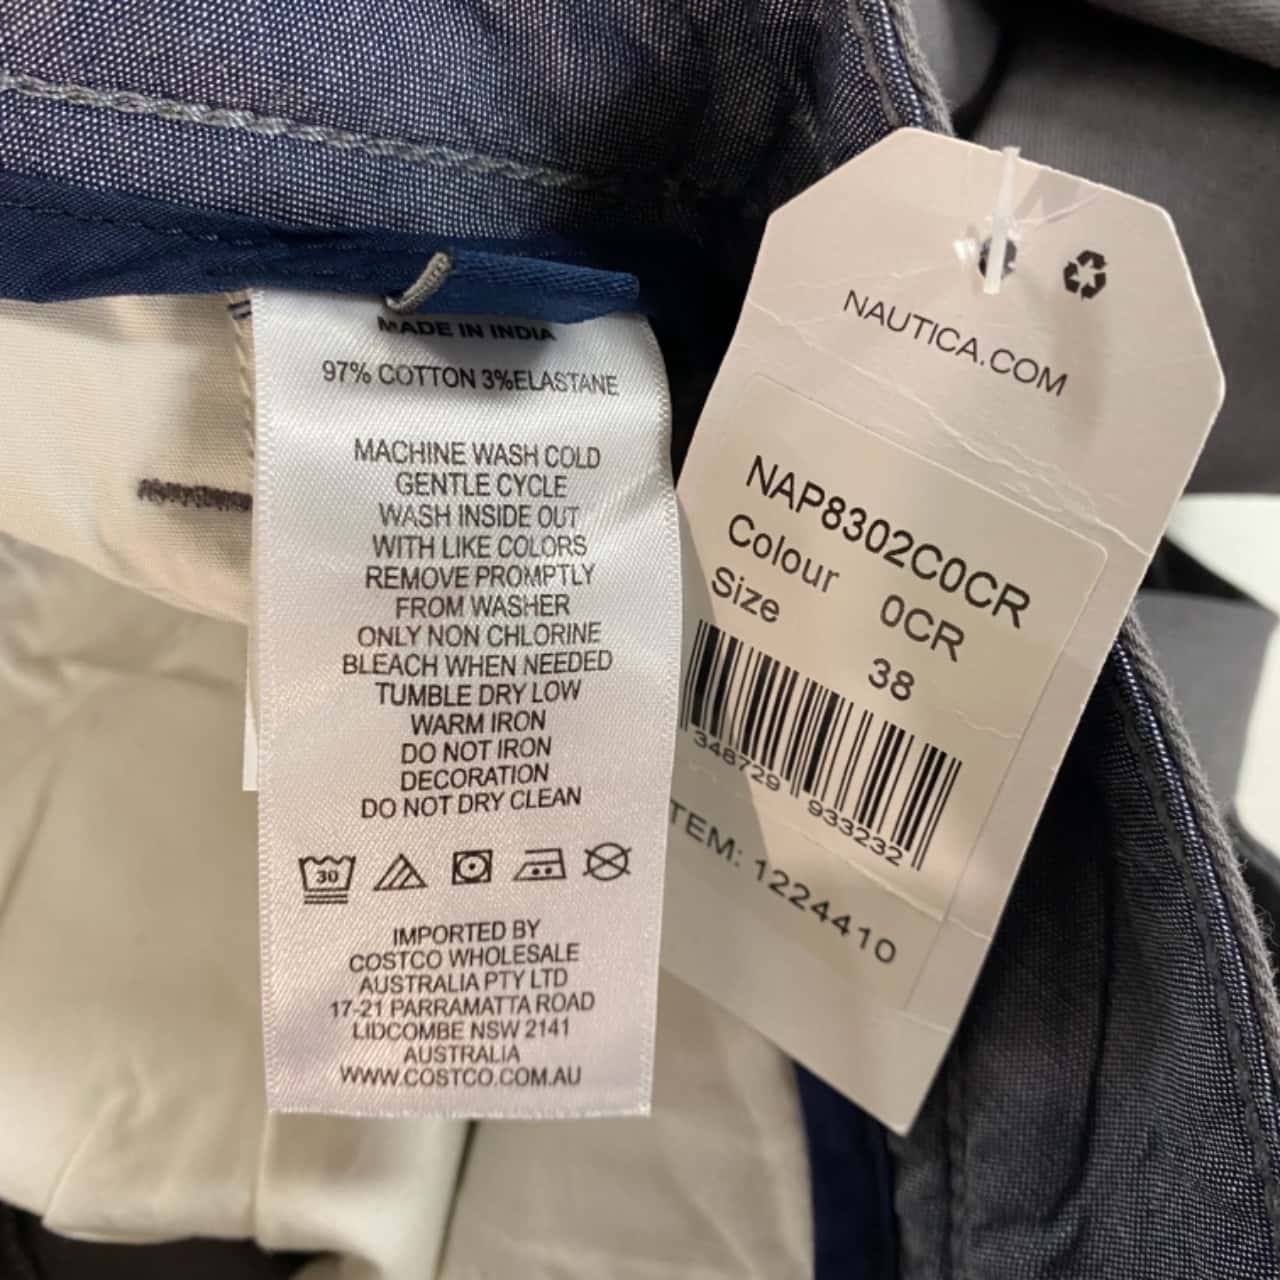 MADE IN INDIA
97% COTTON 3%ELASTANE
MACHINE WASH COLD
GENTLE CYCLE
WASH INSIDE OUT
WITH LIKE COLORS
REMOVE PROMPTLY
FROM WASHER
ONLY NON CHLORINE
BLEACH WHEN NEEDED
TUMBLE DRY LOW
WARM IRON
DO NOT IRON
DECORATION
DO NOT DRY CLEAN
30
IMPORTED BY
COSTCO WHOLESALE
AUSTRALIA PTY LTD
17-21 PARRAMATTA ROAD
LIDCOMBE NSW 2141
AUSTRALIA
WWW.COSTCO.COM.AU
NAUTICA.COM
NAP8302C0CR
Colour 0CR
Size 38
348729 933232
TEM: 1224410